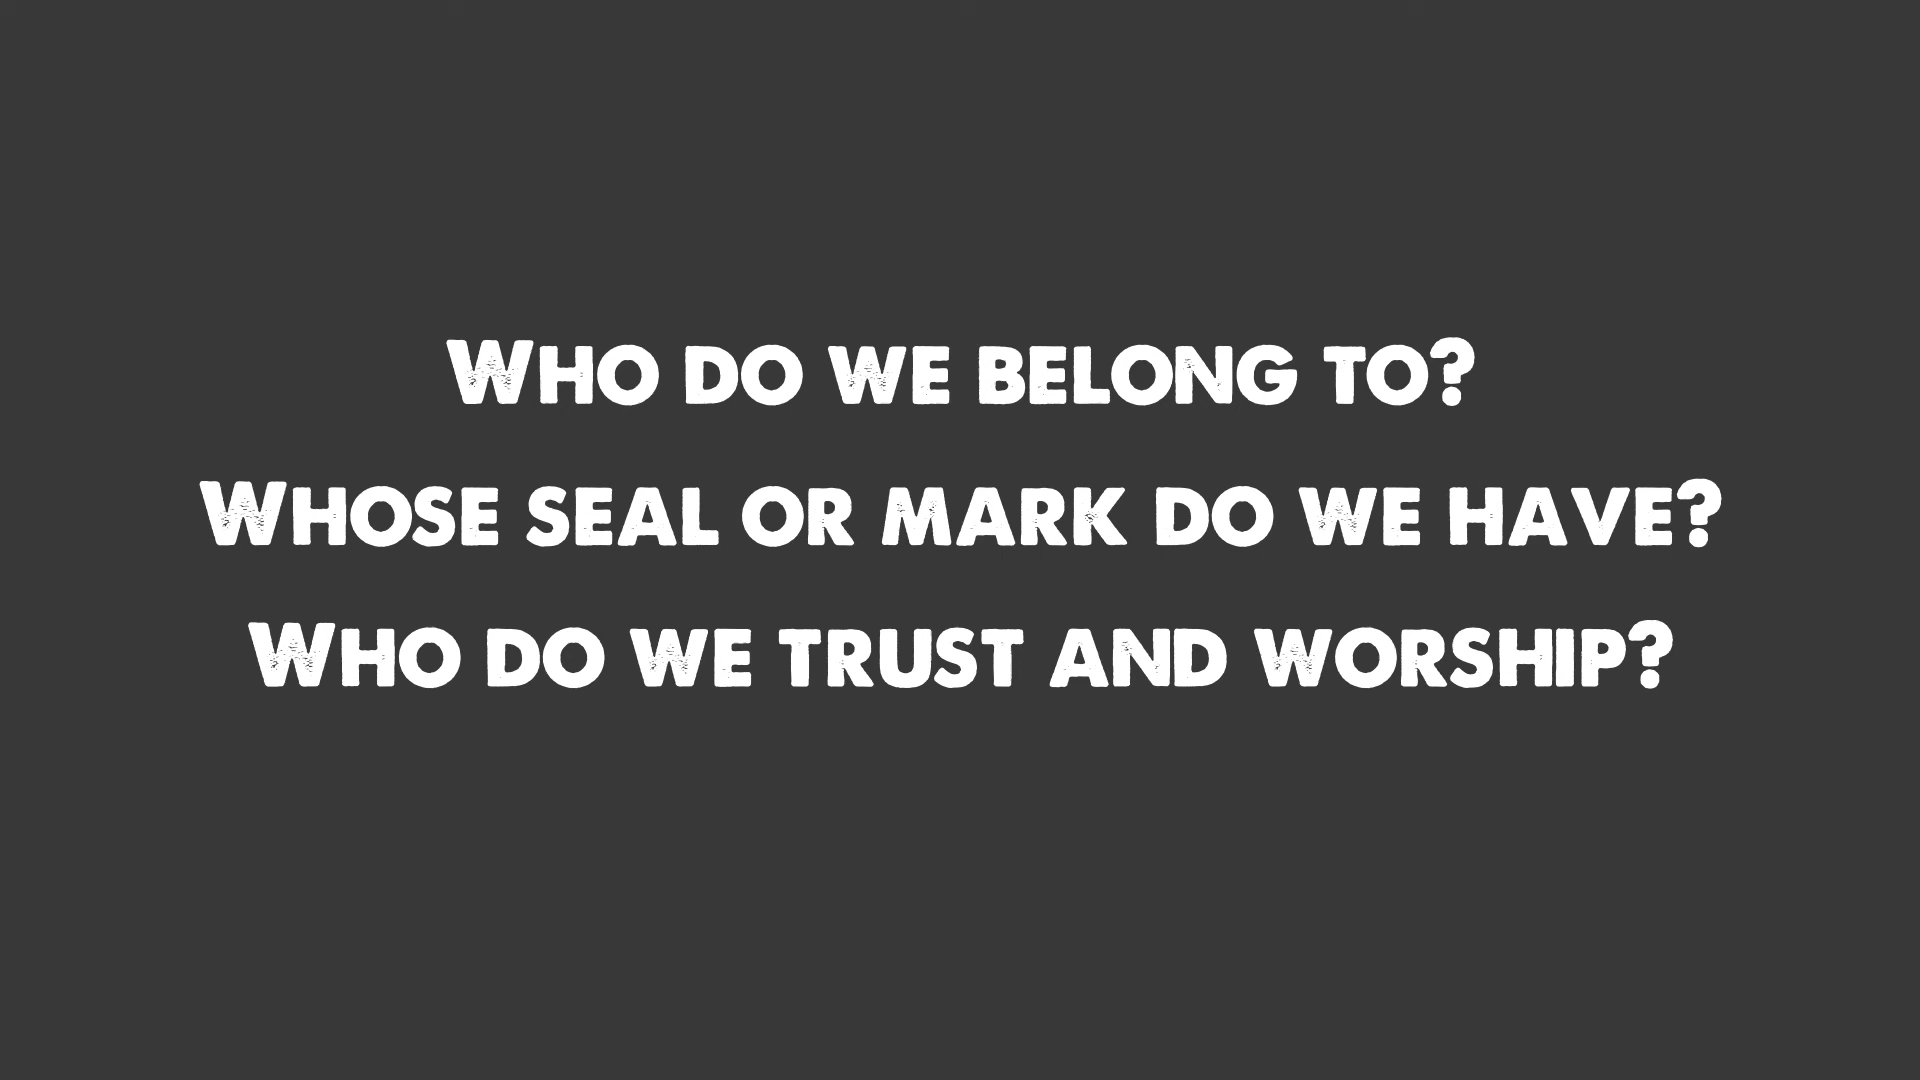 Who do we belong to?
Whose seal or mark do we have?
Who do we trust and worship?